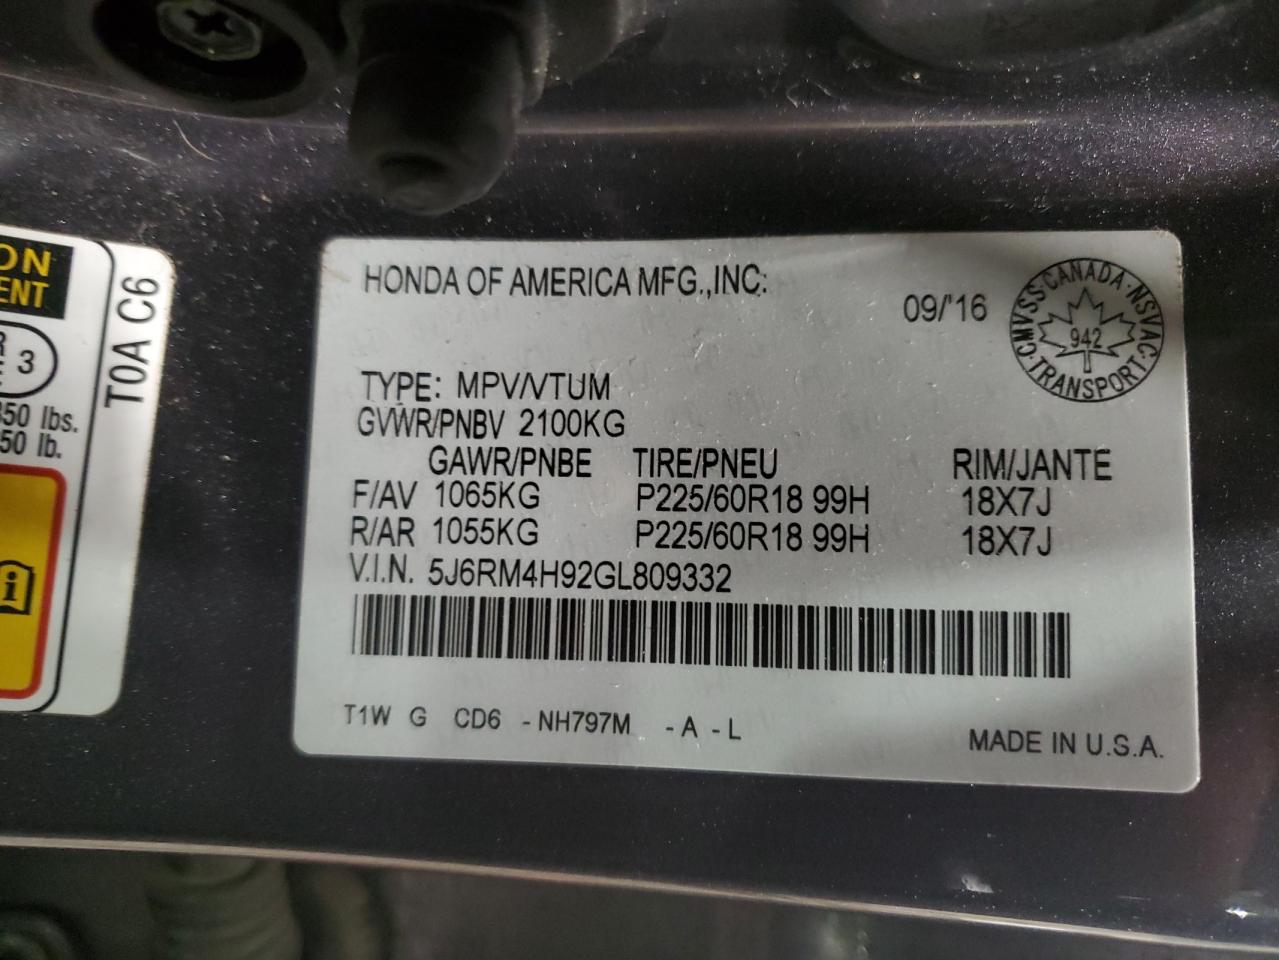 ON
ENT
3
350 lbs.
50 lb.
T0A C6
HONDA OF AMERICA MFG.,INC:
09/'16
CMVSS·CANADA·NSVAC·TRANSPORT·
942
TYPE: MPV/VTUM
GVWR/PNBV 2100KG
GAWR/PNBE TIRE/PNEU RIM/JANTE
F/AV 1065KG P225/60R18 99H 18X7J
R/AR 1055KG P225/60R18 99H 18X7J
V.I.N. 5J6RM4H92GL809332
T1W G CD6 - NH797M - A - L
MADE IN U.S.A.